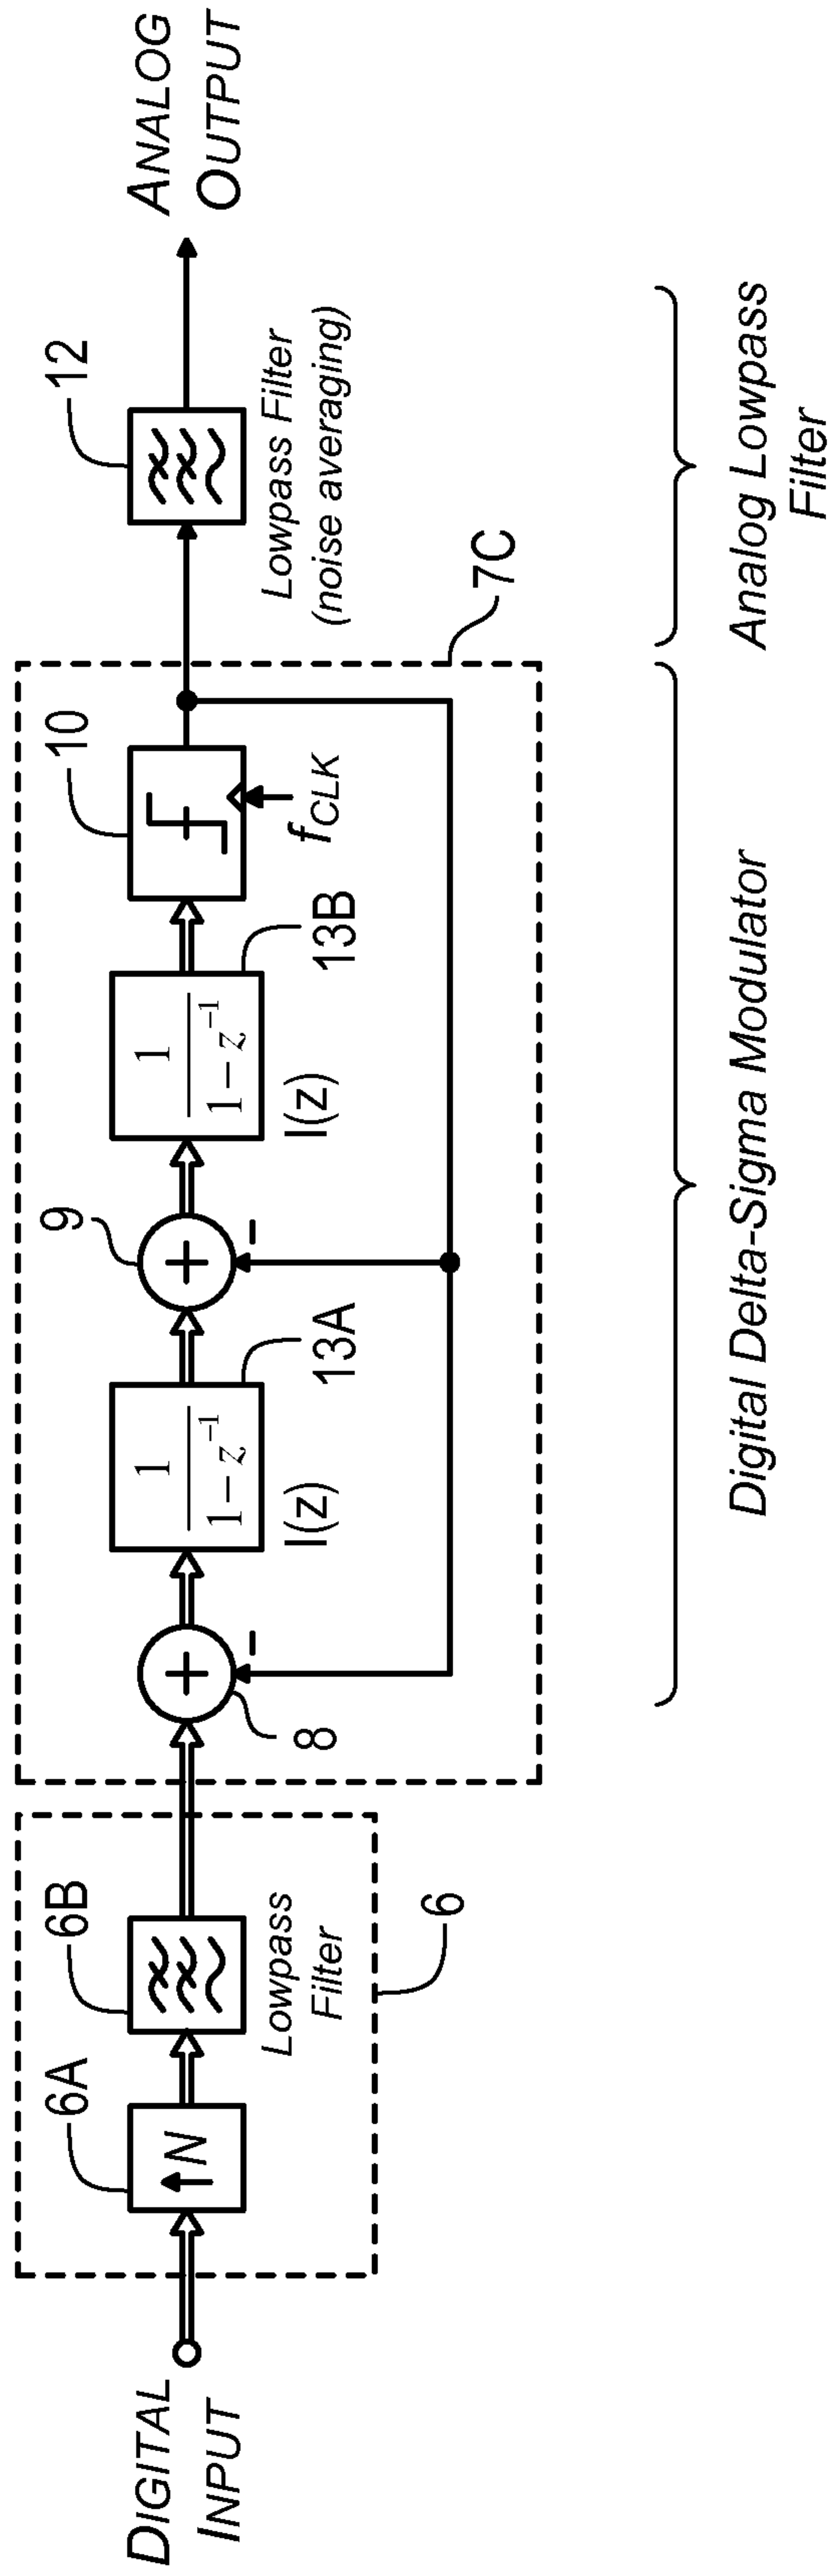 DIGITAL
INPUT
6A
↑N
6B
Lowpass
Filter
6
8
+
-
13A
1
1-z⁻¹
I(z)
9
+
-
13B
1
1-z⁻¹
I(z)
10
fCLK
7C
12
Lowpass Filter
(noise averaging)
ANALOG
OUTPUT
Digital Delta-Sigma Modulator
Analog Lowpass
Filter